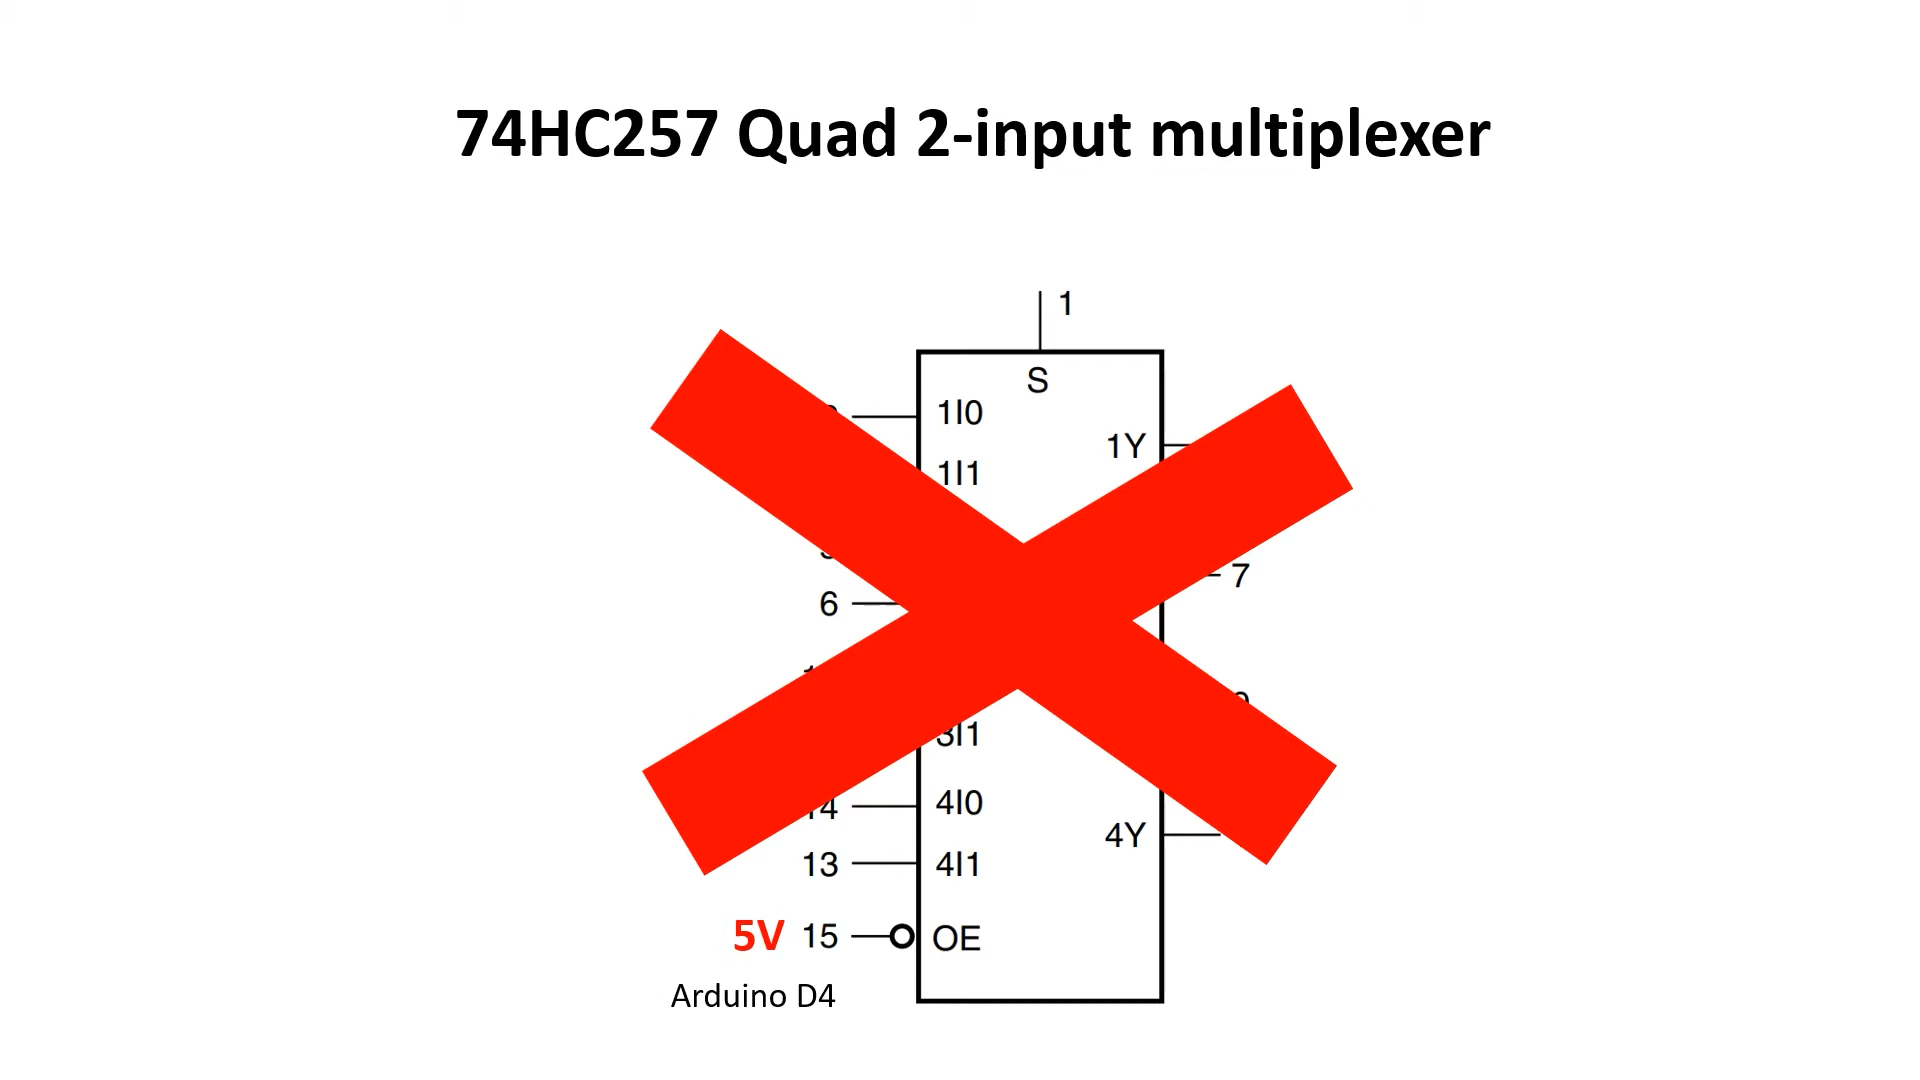 74HC257 Quad 2-input multiplexer
1
S
1I0
1Y
1I1
7
6
3I1
14
4I0
4Y
13
4I1
5V 15
OE
Arduino D4